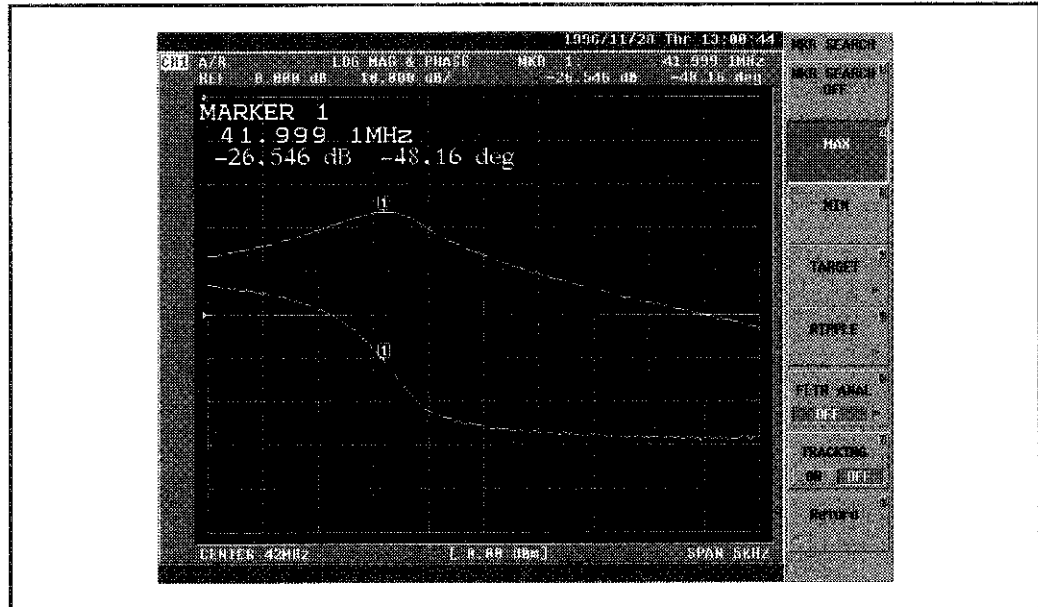 1996/11/28 Thr 13:00:44
CH1 A/R LOG MAG & PHASE MKR 1: 41.999 1MHz
REF 0.000 dB 10.000 dB/ -26.546 dB -48.16 deg
MARKER 1
41.999 1MHz
-26.546 dB -48.16 deg
1
1
CENTER 42MHz [ 0.00 dBm] SPAN 5kHz
MKR SEARCH
MKR SEARCH
OFF
MAX
MIN
TARGET
RIPPLE
FLTR ANAL
OFF
TRACKING
ON OFF
Return